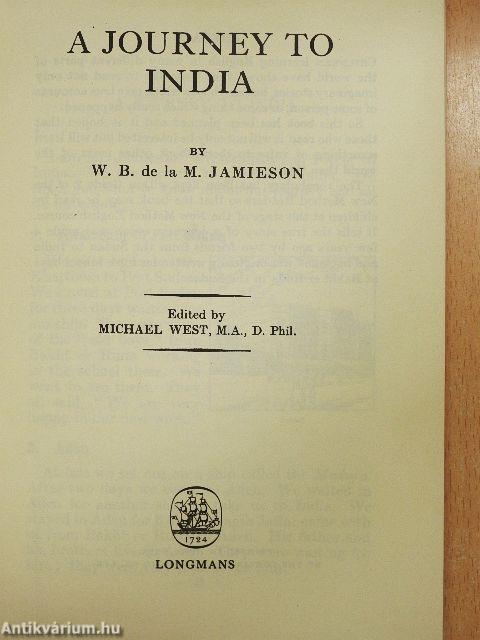 A JOURNEY TO
INDIA
BY
W. B. de la M. JAMIESON
Edited by
MICHAEL WEST, M.A., D. Phil.
1724
LONGMANS
Antikvárium.hu